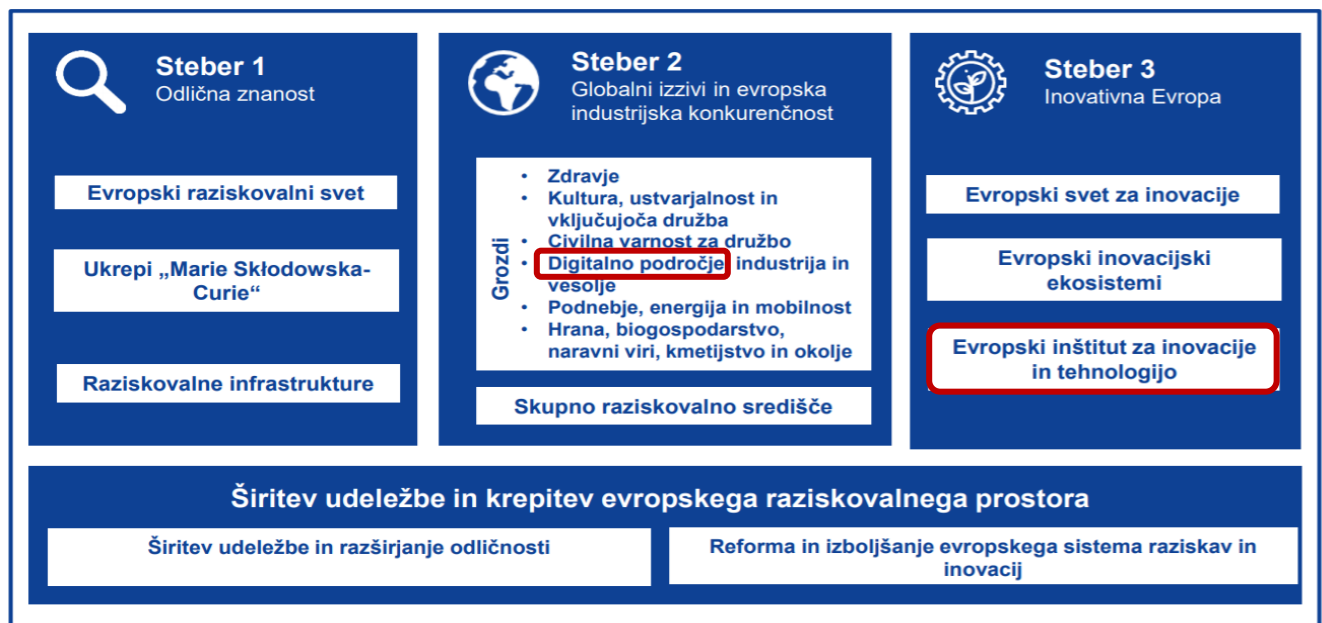 Steber 1
Odlična znanost
Evropski raziskovalni svet
Ukrepi „Marie Skłodowska-
Curie“
Raziskovalne infrastrukture
Steber 2
Globalni izzivi in evropska
industrijska konkurenčnost
Grozdi
• Zdravje
• Kultura, ustvarjalnost in
vključujoča družba
• Civilna varnost za družbo
• Digitalno področje, industrija in
vesolje
• Podnebje, energija in mobilnost
• Hrana, biogospodarstvo,
naravni viri, kmetijstvo in okolje
Skupno raziskovalno središče
Steber 3
Inovativna Evropa
Evropski svet za inovacije
Evropski inovacijski
ekosistemi
Evropski inštitut za inovacije
in tehnologijo
Širitev udeležbe in krepitev evropskega raziskovalnega prostora
Širitev udeležbe in razširjanje odličnosti
Reforma in izboljšanje evropskega sistema raziskav in
inovacij